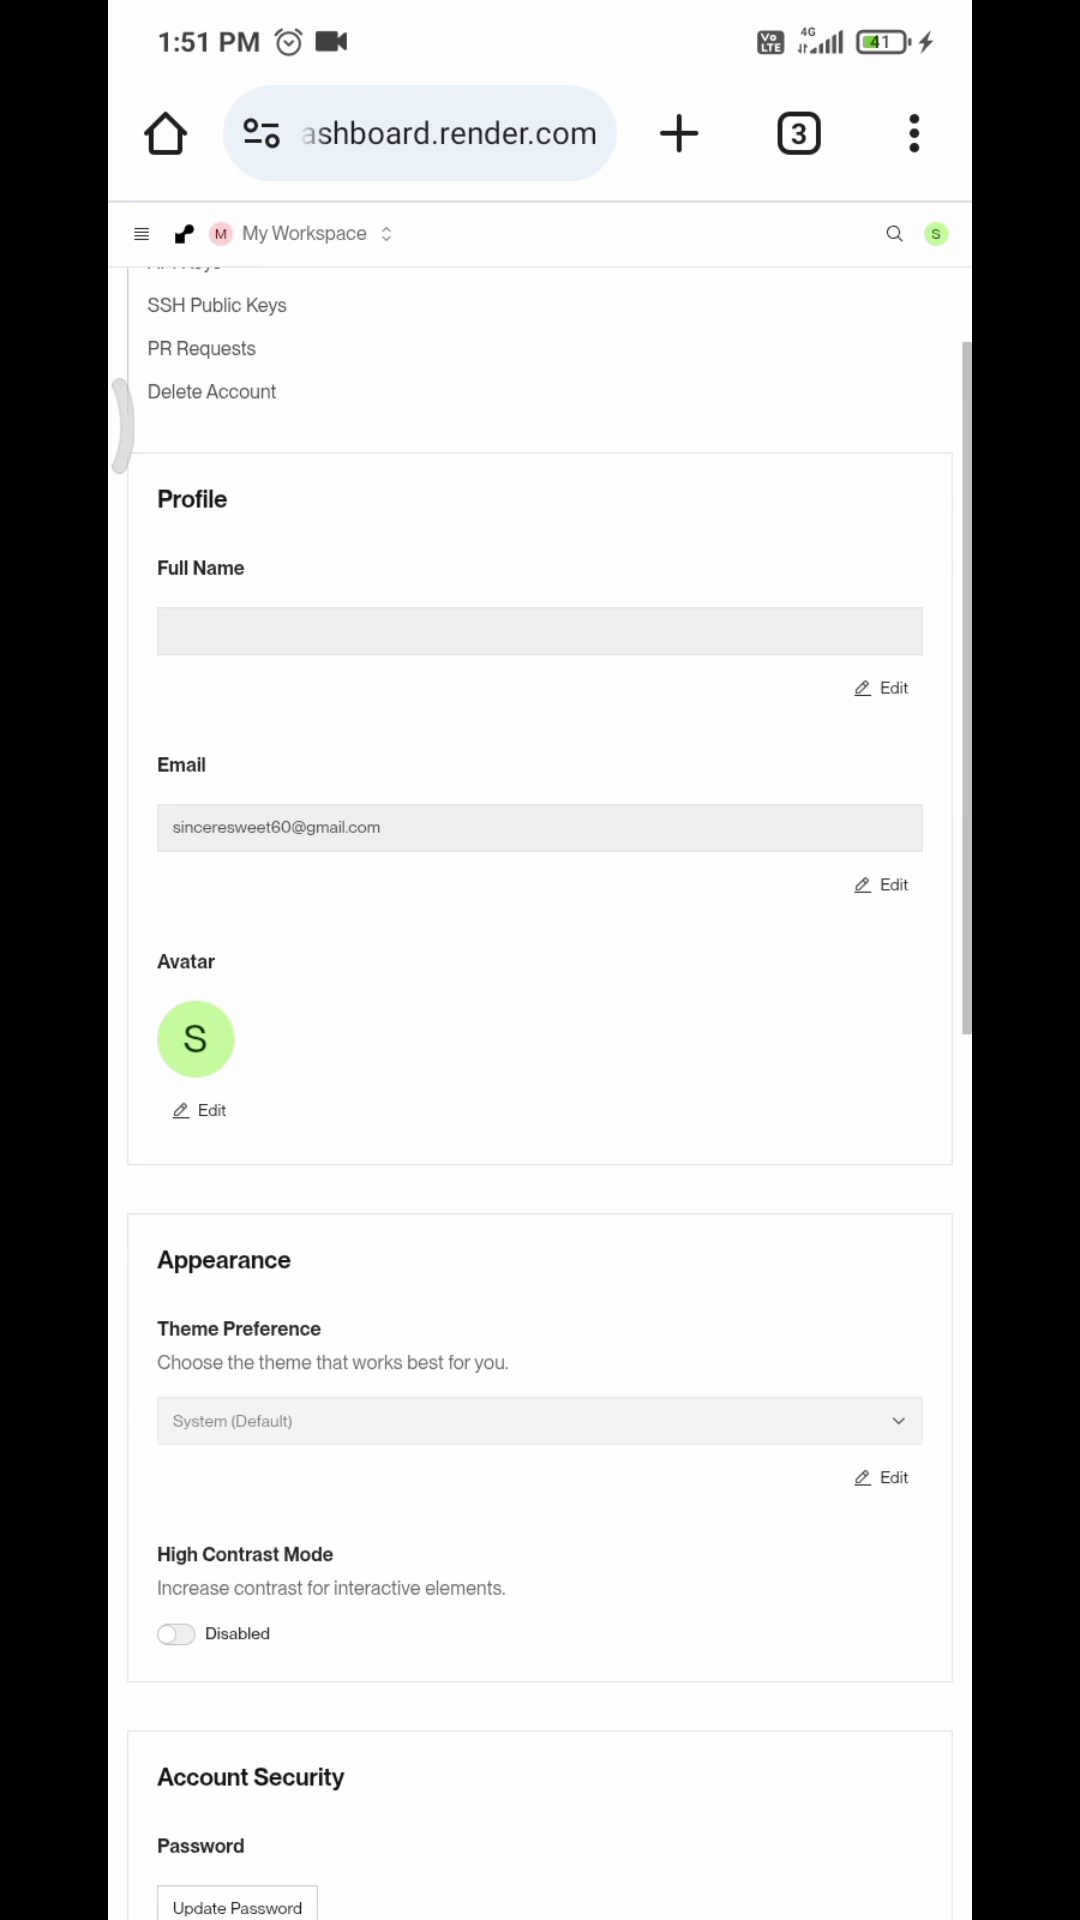 1:51 PM
Vo LTE 4G 41
ashboard.render.com
3
M My Workspace
S
SSH Public Keys
PR Requests
Delete Account
Profile
Full Name
Edit
Email
sinceresweet60@gmail.com
Edit
Avatar
S
Edit
Appearance
Theme Preference
Choose the theme that works best for you.
System (Default)
Edit
High Contrast Mode
Increase contrast for interactive elements.
Disabled
Account Security
Password
Update Password